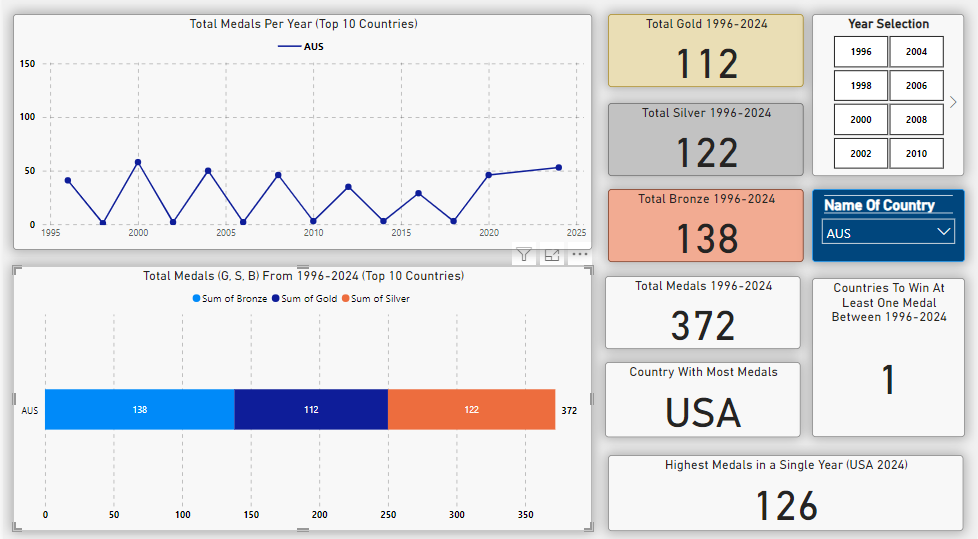 Total Medals Per Year (Top 10 Countries)
AUS
150
100
50
0
1995
2000
2005
2010
2015
2020
2025
Total Gold 1996-2024
112
Total Silver 1996-2024
122
Total Bronze 1996-2024
138
Total Medals 1996-2024
372
Country With Most Medals
USA
Year Selection
1996 2004
1998 2006
2000 2008
2002 2010
Name Of Country
AUS
Countries To Win At
Least One Medal
Between 1996-2024
1
Highest Medals in a Single Year (USA 2024)
126
Total Medals (G, S, B) From 1996-2024 (Top 10 Countries)
Sum of Bronze Sum of Gold Sum of Silver
AUS 138 112 122 372
0 50 100 150 200 250 300 350